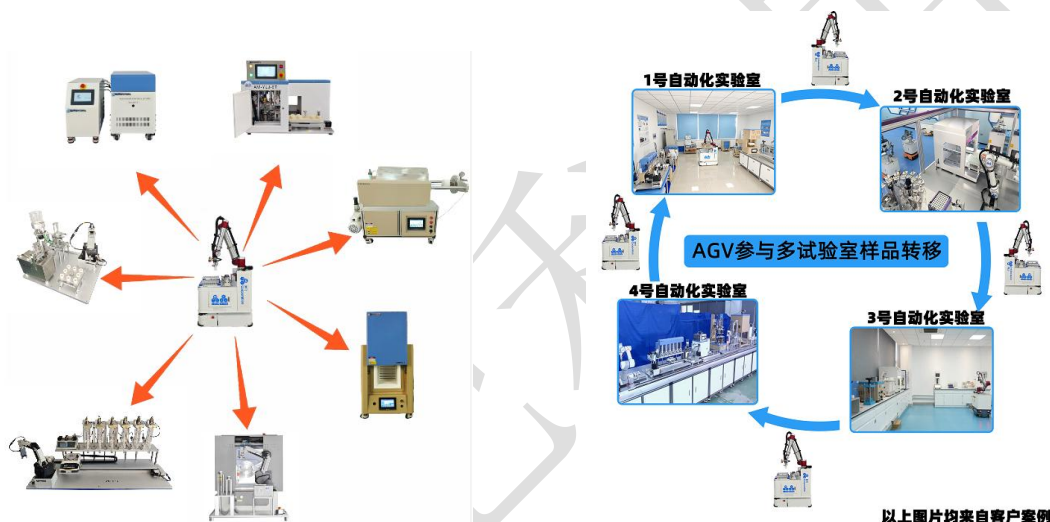 1号自动化实验室
2号自动化实验室
AGV参与多试验室样品转移
4号自动化实验室
3号自动化实验室
以上图片均来自客户案例